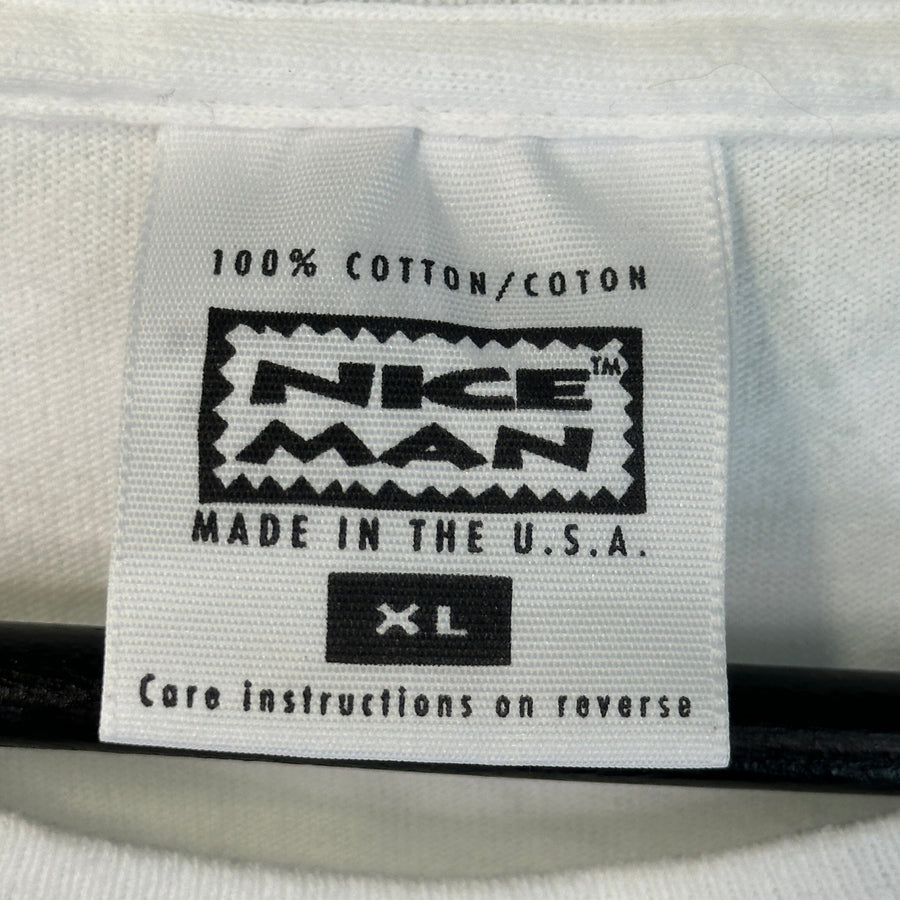 100% COTTON/COTON
NICE™
MAN
MADE IN THE U.S.A.
XL
Care instructions on reverse